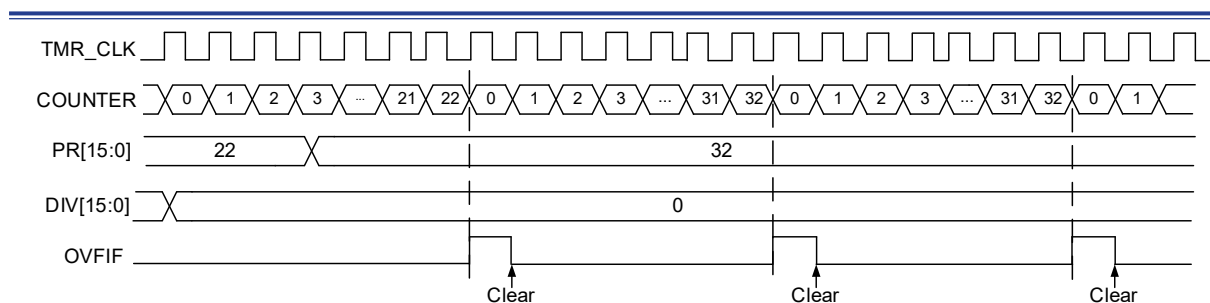 TMR_CLK
COUNTER 0 1 2 3 ... 21 22 0 1 2 3 ... 31 32 0 1 2 3 ... 31 32 0 1
PR[15:0] 22 32
DIV[15:0] 0
OVFIF
Clear Clear Clear